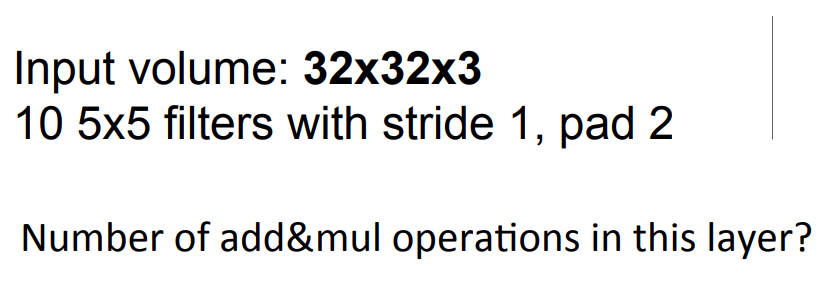 Input volume: 32x32x3
10 5x5 filters with stride 1, pad 2
Number of add&mul operations in this layer?